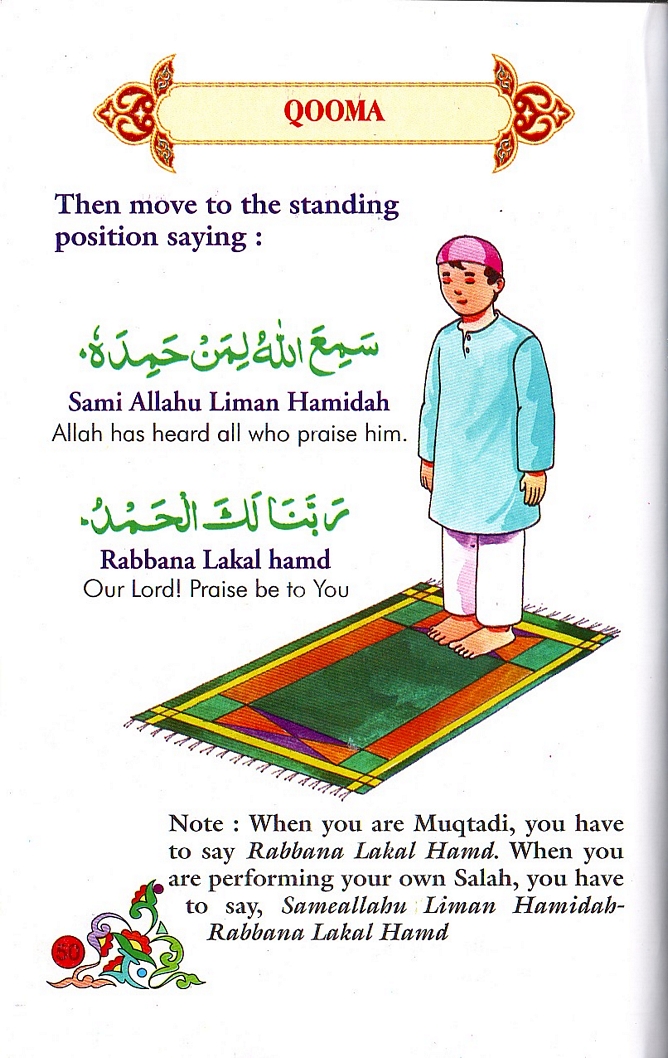 QOOMA
Then move to the standing
position saying :
سَمِعَ اللهُ لِمَنْ حَمِدَهٗ.
Sami Allahu Liman Hamidah
Allah has heard all who praise him.
رَبَّنَا لَكَ الْحَمْدُ.
Rabbana Lakal hamd
Our Lord! Praise be to You
Note : When you are Muqtadi, you have
to say Rabbana Lakal Hamd. When you
are performing your own Salah, you have
to say, Sameallahu Liman Hamidah-
Rabbana Lakal Hamd
50